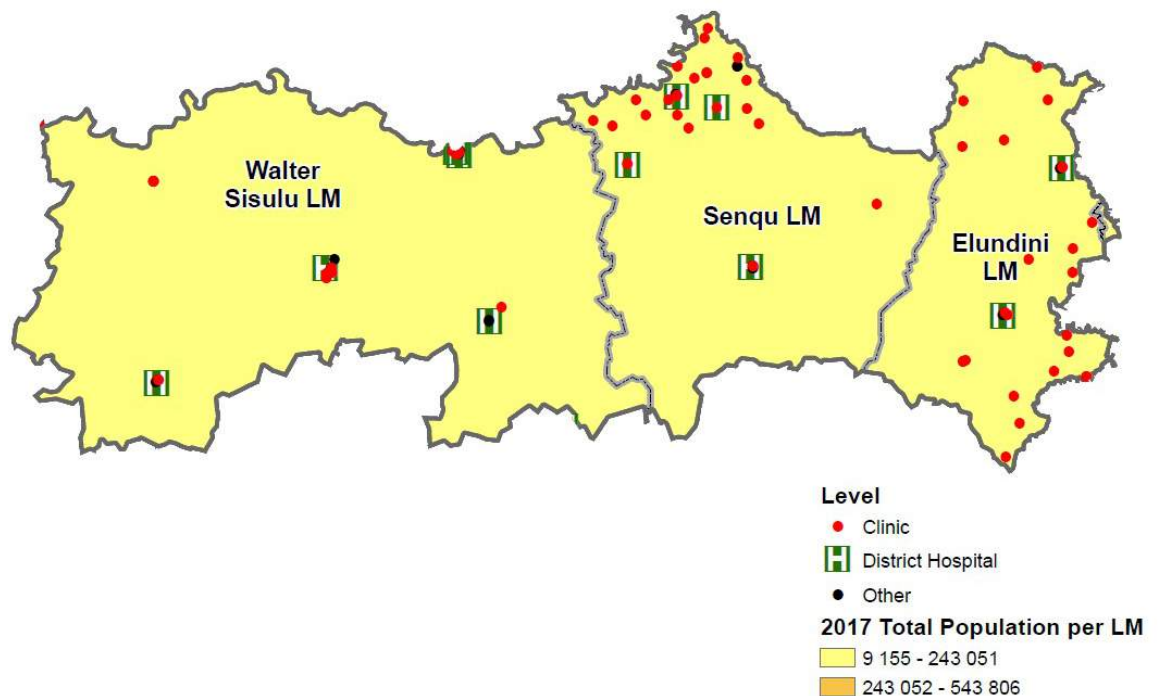 Walter
Sisulu LM
Senqu LM
Elundini
LM
Level
Clinic
H District Hospital
Other
2017 Total Population per LM
9 155 - 243 051
243 052 - 543 806